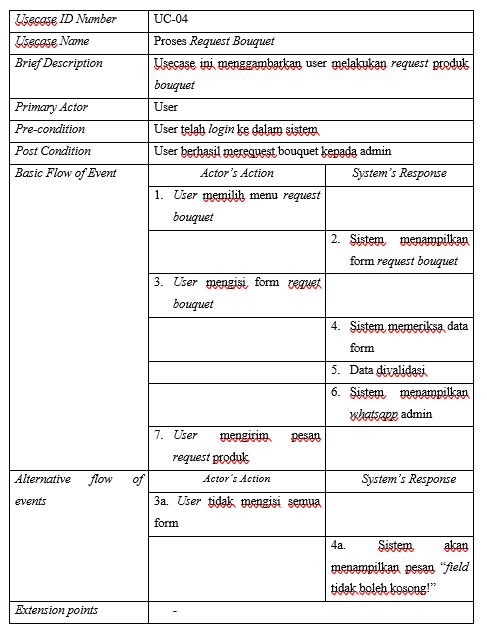 Usecase ID Number UC-04
Usecase Name Proses Request Bouquet
Brief Description Usecase ini menggambarkan user melakukan request produk
bouquet
Primary Actor User
Pre-condition User telah login ke dalam sistem
Post Condition User berhasil merequest bouquet kepada admin
Basic Flow of Event Actor's Action System's Response
1. User memilih menu request
bouquet
2. Sistem menampilkan
form request bouquet
3. User mengisi form requet
bouquet
4. Sistem memeriksa data
form
5. Data divalidasi
6. Sistem menampilkan
whatsapp admin
7. User mengirim pesan
request produk
Alternative flow of
events
Actor's Action System's Response
3a. User tidak mengisi semua
form
4a. Sistem akan
menampilkan pesan "field
tidak boleh kosong!"
Extension points -